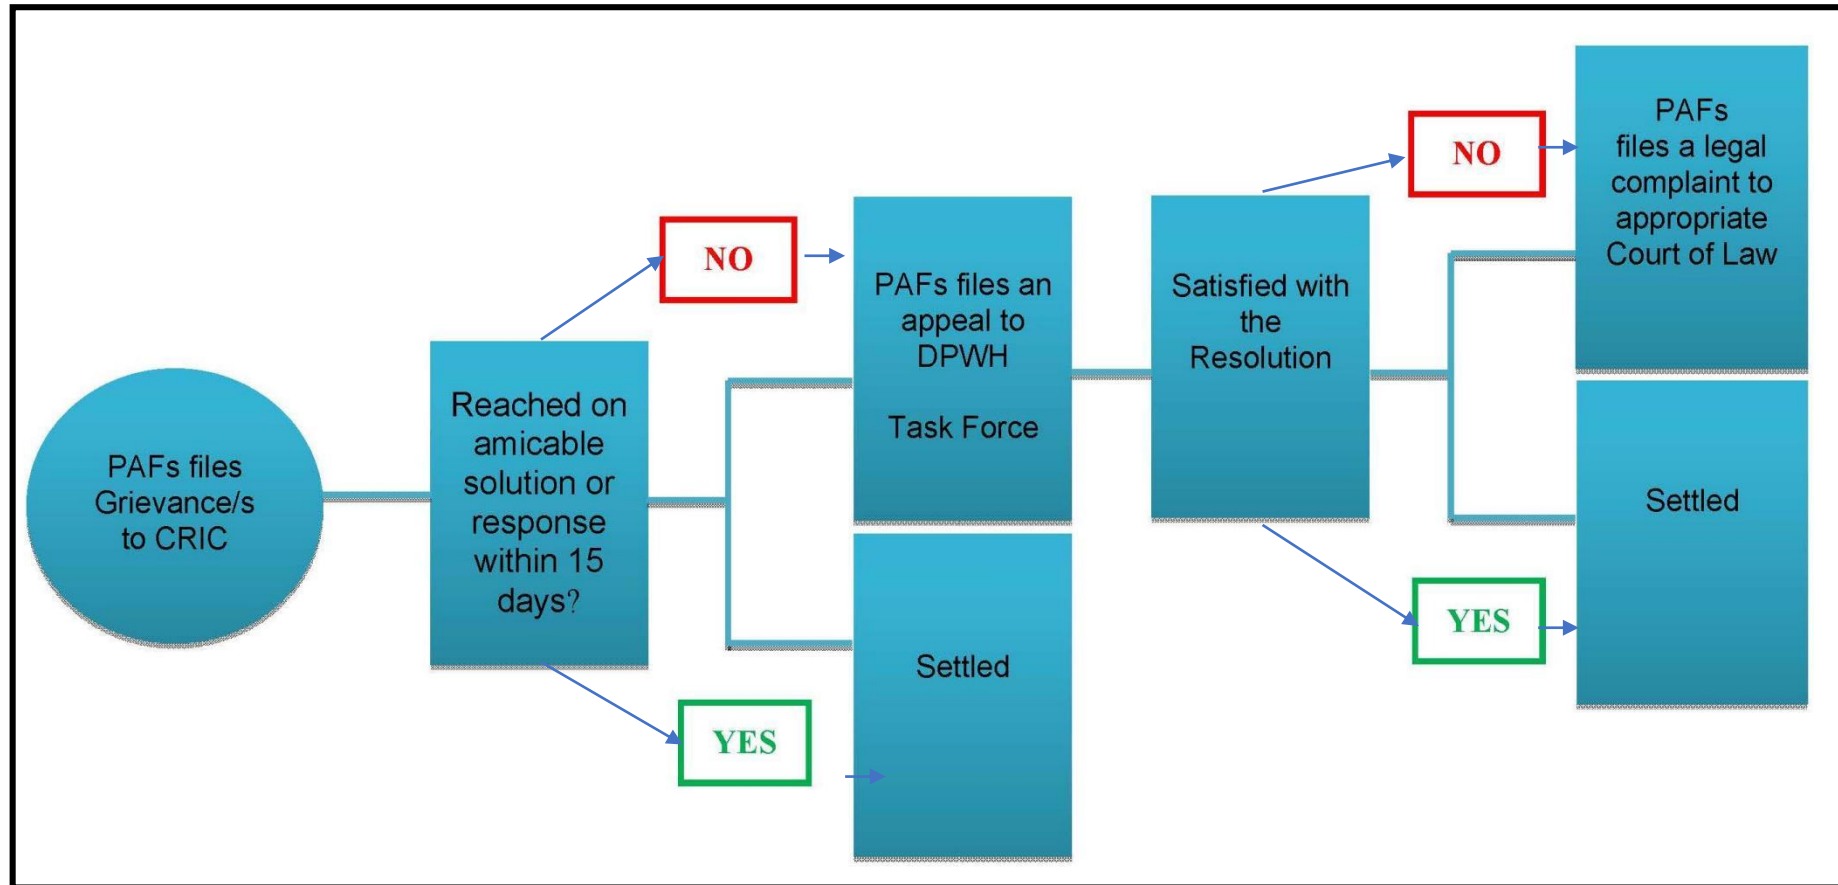 PAFs files
Grievance/s
to CRIC
Reached on
amicable
solution or
response
within 15
days?
NO
YES
PAFs files an
appeal to
DPWH
Task Force
Settled
Satisfied with
the
Resolution
NO
YES
PAFs
files a legal
complaint to
appropriate
Court of Law
Settled